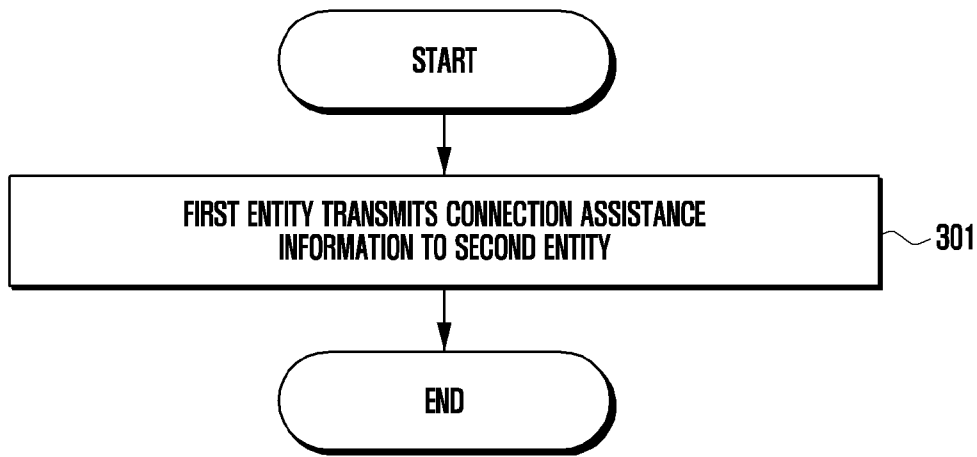 START
FIRST ENTITY TRANSMITS CONNECTION ASSISTANCE
INFORMATION TO SECOND ENTITY
301
END